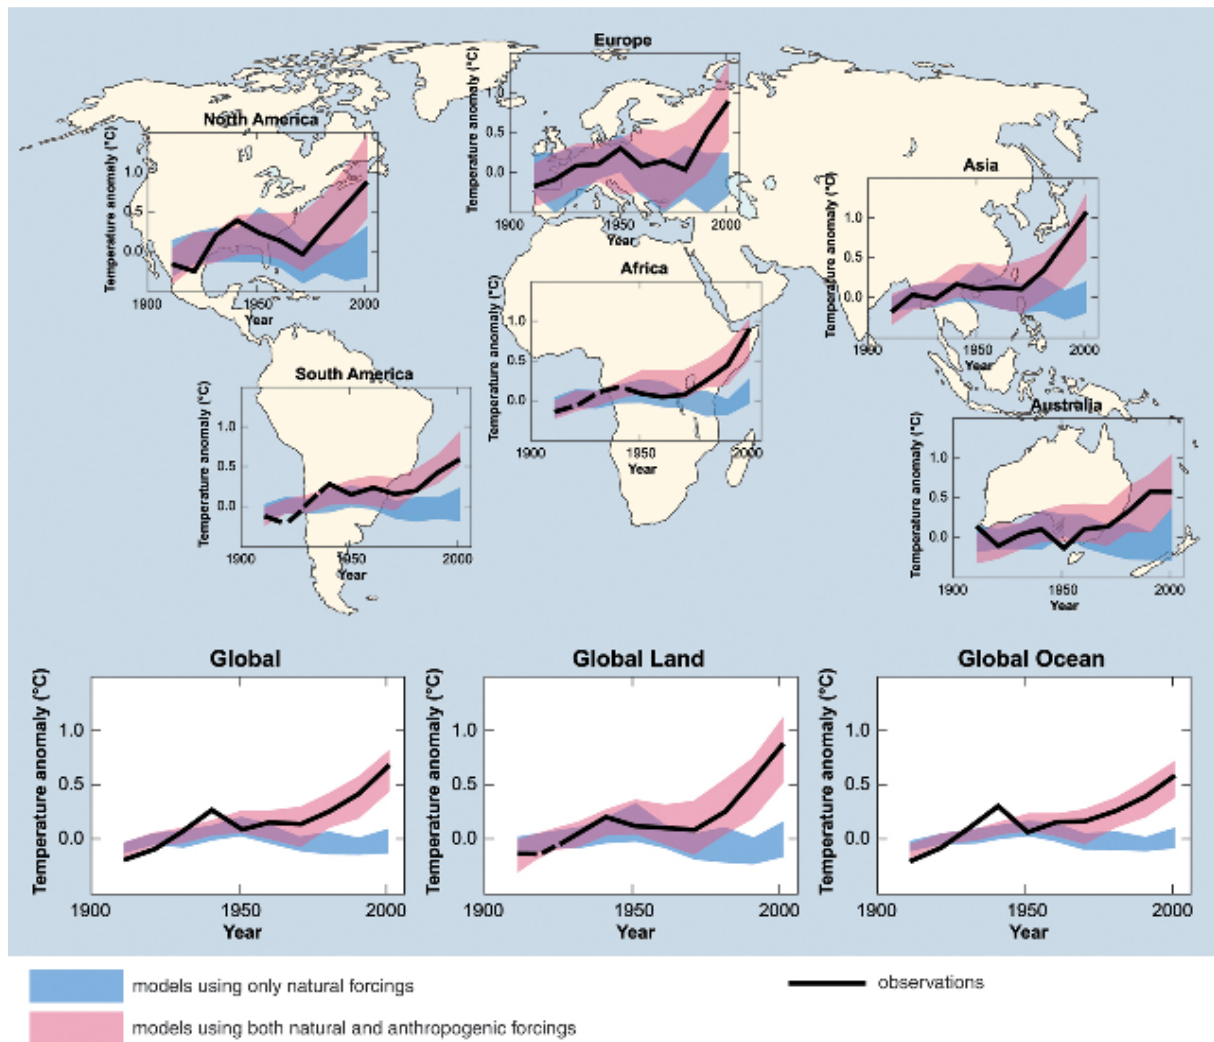 Europe
Temperature anomaly (°C)
1.0
0.5
0.0
1900
1950
2000
Year
North America
Temperature anomaly (°C)
1.0
0.5
0.0
1900
1950
2000
Year
Asia
Temperature anomaly (°C)
1.0
0.5
0.0
1900
1950
2000
Year
Africa
Temperature anomaly (°C)
1.0
0.5
0.0
1900
1950
2000
Year
South America
Temperature anomaly (°C)
1.0
0.5
0.0
1900
1950
2000
Year
Australia
Temperature anomaly (°C)
1.0
0.5
0.0
1900
1950
2000
Year
Global
Temperature anomaly (°C)
1.0
0.5
0.0
1900
1950
2000
Year
Global Land
Temperature anomaly (°C)
1.0
0.5
0.0
1900
1950
2000
Year
Global Ocean
Temperature anomaly (°C)
1.0
0.5
0.0
1900
1950
2000
Year
models using only natural forcings
observations
models using both natural and anthropogenic forcings